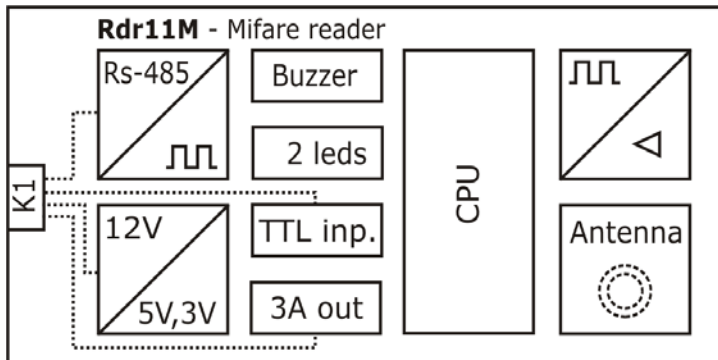 Rdr11M - Mifare reader
Rs-485
Buzzer
2 leds
K1
CPU
12V
5V,3V
TTL inp.
3A out
Antenna